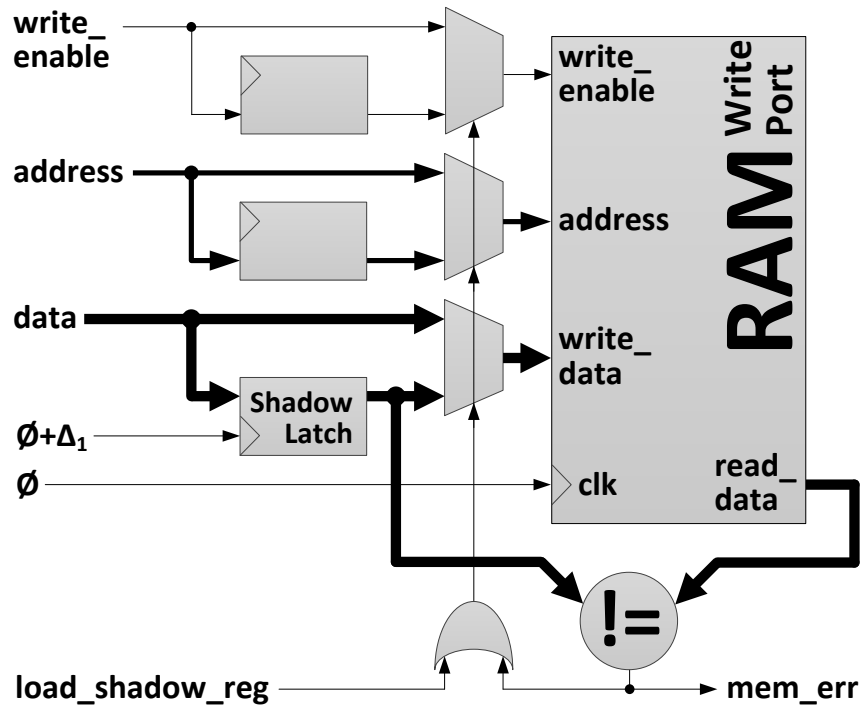 write_
enable
address
data
Ø+Δ₁
Ø
Shadow
Latch
write_
enable
address
write_
data
clk
read_
data
RAM
Write
Port
!=
load_shadow_reg
mem_err